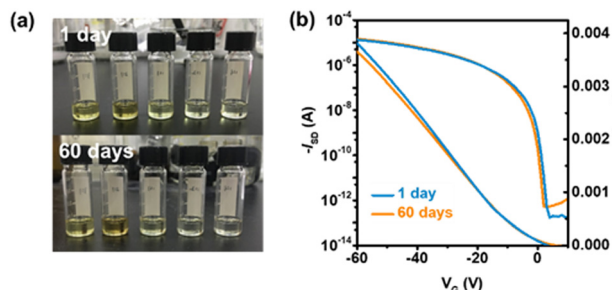 (a)
1 day
60 days
(b)
10⁻⁴
10⁻⁶
10⁻⁸
10⁻¹⁰
10⁻¹²
10⁻¹⁴
-I_SD (A)
1 day
60 days
0.004
0.003
0.002
0.001
0.000
-60 -40 -20 0
V_G (V)